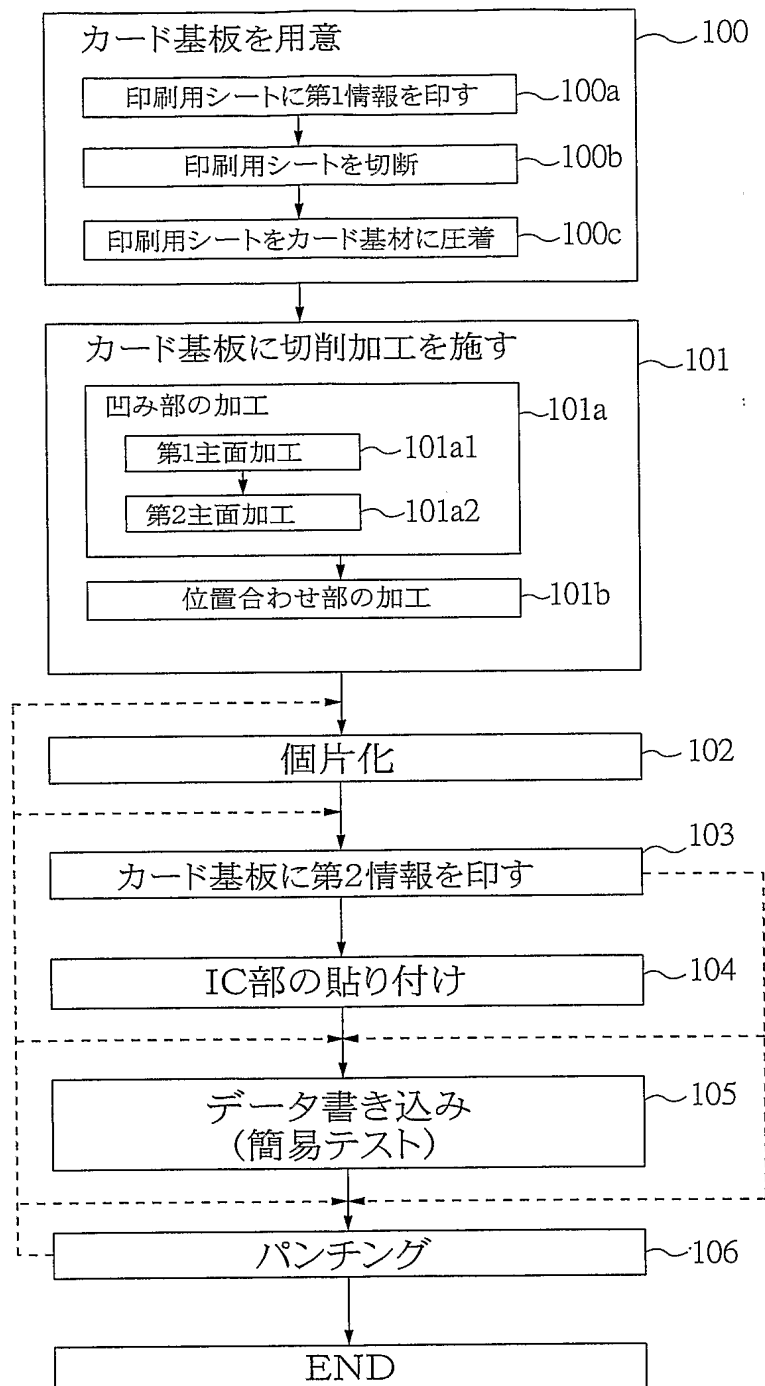 カード基板を用意
100
印刷用シートに第1情報を印す
100a
印刷用シートを切断
100b
印刷用シートをカード基材に圧着
100c
カード基板に切削加工を施す
101
凹み部の加工
101a
第1主面加工
101a1
第2主面加工
101a2
位置合わせ部の加工
101b
個片化
102
カード基板に第2情報を印す
103
IC部の貼り付け
104
データ書き込み
(簡易テスト)
105
パンチング
106
END